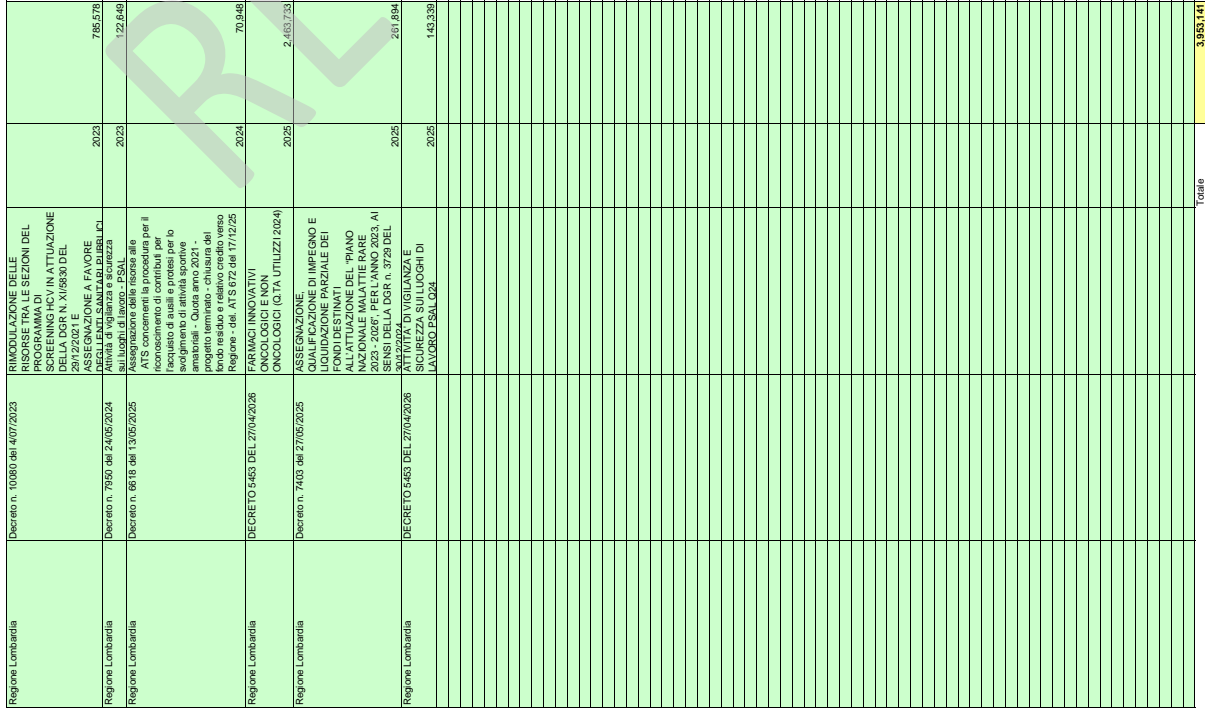 Regione Lombardia
Decreto n. 10080 del 4/07/2023
RIMODULAZIONE DELLE
RISORSE TRA LE SEZIONI DEL
PROGRAMMA DI
SCREENING HCV IN ATTUAZIONE
DELLA DGR N. XI/5830 DEL
29/12/2021 E
ASSEGNAZIONE A FAVORE
DEGLI ENTI SANITARI PUBBLICI
2023
785,578
Regione Lombardia
Decreto n. 7950 del 24/05/2024
Attività di vigilanza e sicurezza
sui luoghi di lavoro - PSAL
2023
122,649
Regione Lombardia
Decreto n. 6618 del 13/05/2025
Assegnazione delle risorse alle
ATS concernenti la procedura per il
riconoscimento di contributi per
l'acquisto di ausili e protesi per lo
svolgimento di attività sportive
amatoriali - Quota anno 2021 -
progetto terminato - chiusura del
fondo residuo e relativo credito verso
Regione - del. ATS 672 del 17/12/25
2024
70,948
Regione Lombardia
DECRETO 5453 DEL 27/04/2026
FARMACI INNOVATIVI
ONCOLOGICI E NON
ONCOLOGICI (Q.TA UTILIZZI 2024)
2025
2,463,733
Regione Lombardia
Decreto n. 7403 del 27/05/2025
ASSEGNAZIONE,
QUALIFICAZIONE DI IMPEGNO E
LIQUIDAZIONE PARZIALE DEI
FONDI DESTINATI
ALL'ATTUAZIONE DEL "PIANO
NAZIONALE MALATTIE RARE
2023 - 2026", PER L'ANNO 2023, AI
SENSI DELLA DGR n. 3729 DEL
30/12/2024
2025
261,894
Regione Lombardia
DECRETO 5453 DEL 27/04/2026
ATTIVITA' DI VIGILANZA E
SICUREZZA SUI LUOGHI DI
LAVORO PSAL Q24
2025
143,339
Totale
3,953,141